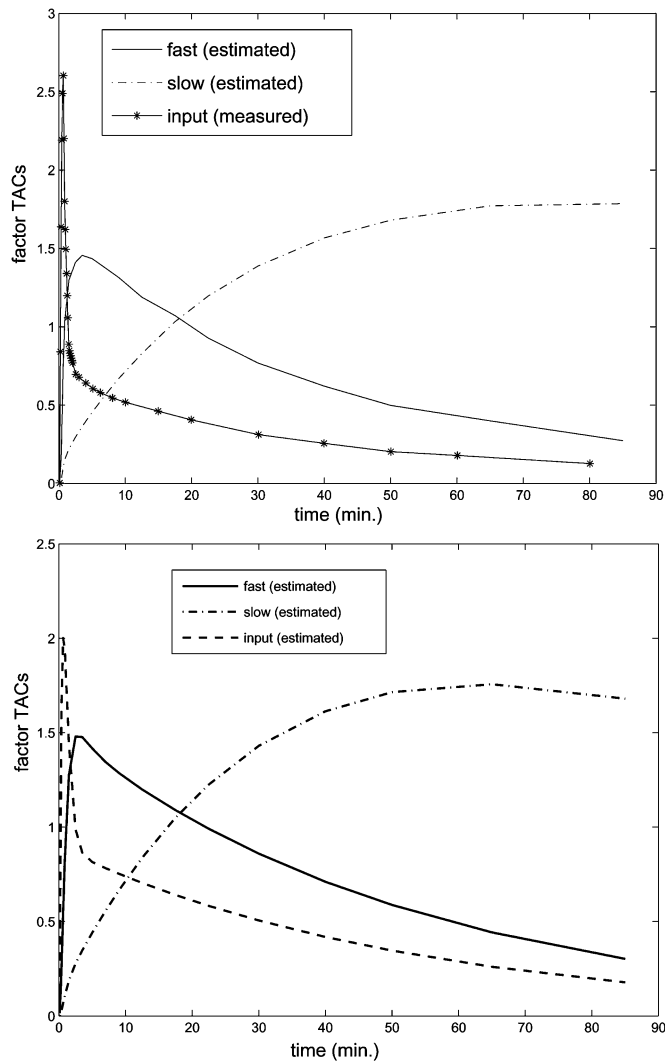 3
2.5
2
1.5
1
0.5
0
factor TACs
fast (estimated)
slow (estimated)
input (measured)
0 10 20 30 40 50 60 70 80 90
time (min.)
2.5
2
1.5
1
0.5
0
factor TACs
fast (estimated)
slow (estimated)
input (estimated)
0 10 20 30 40 50 60 70 80 90
time (min.)